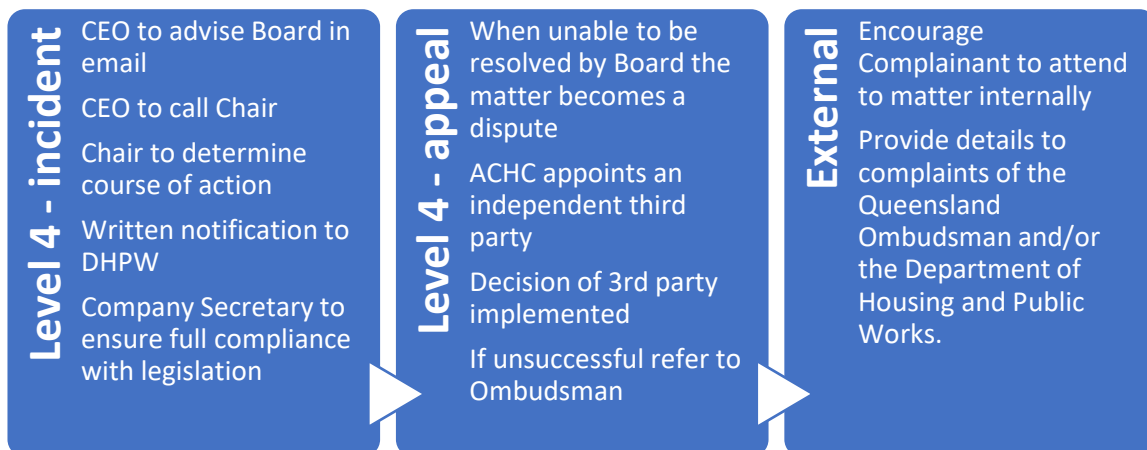 Level 4 - incident
CEO to advise Board in
email
CEO to call Chair
Chair to determine
course of action
Written notification to
DHPW
Company Secretary to
ensure full compliance
with legislation
Level 4 - appeal
When unable to be
resolved by Board the
matter becomes a
dispute
ACHC appoints an
independent third
party
Decision of 3rd party
implemented
If unsuccessful refer to
Ombudsman
External
Encourage
Complainant to attend
to matter internally
Provide details to
complaints of the
Queensland
Ombudsman and/or
the Department of
Housing and Public
Works.